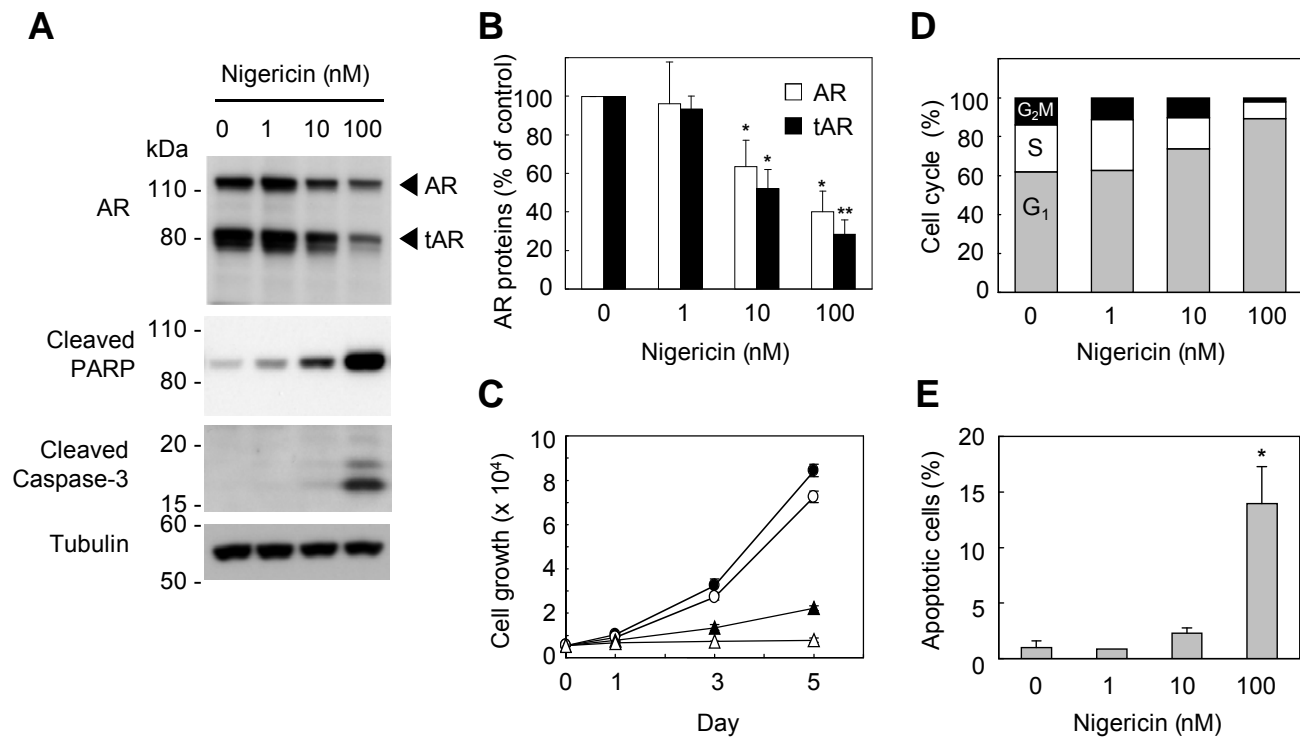 A
Nigericin (nM)
0 1 10 100
kDa
110 -
AR
80 -
◀ AR
◀ tAR
110 -
Cleaved
PARP
80 -
20 -
Cleaved
Caspase-3
15 -
60 -
Tubulin
50 -
B
AR proteins (% of control)
100
80
60
40
20
0
AR
tAR
* * * **
0 1 10 100
Nigericin (nM)
C
Cell growth (x 10⁴)
10
8
6
4
2
0
0 1 3 5
Day
D
Cell cycle (%)
100
80
60
40
20
0
G₂M
S
G₁
0 1 10 100
Nigericin (nM)
E
Apoptotic cells (%)
20
15
10
5
0
*
0 1 10 100
Nigericin (nM)